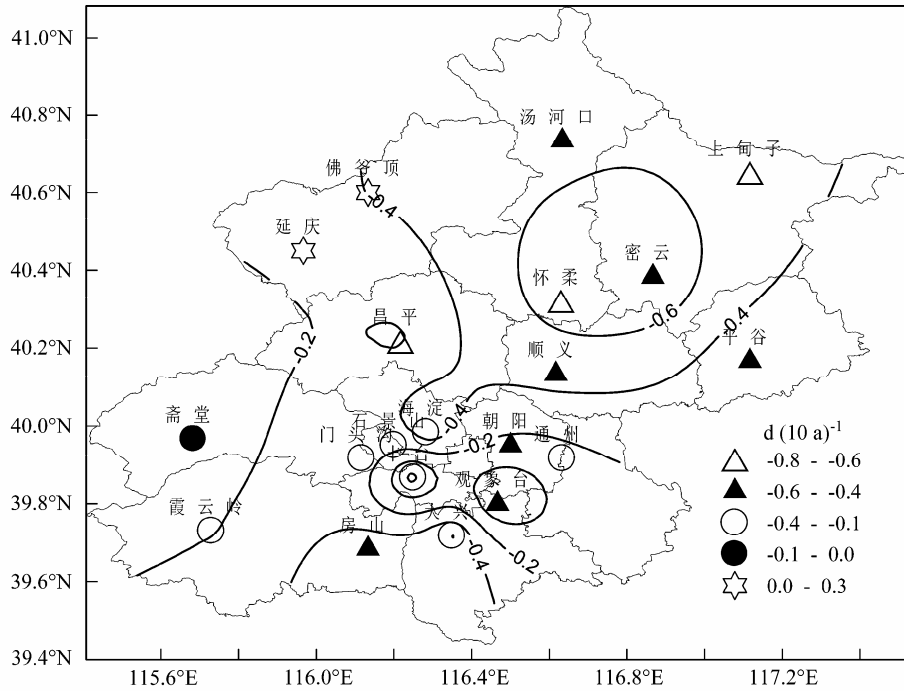 41.0°N
40.8°N
40.6°N
40.4°N
40.2°N
40.0°N
39.8°N
39.6°N
39.4°N
汤 河 口
上 甸 子
佛 爷 顶
-0.4
延 庆
密 云
怀 柔
-0.6
-0.4
昌 平
-0.2
顺 义
平 谷
海 淀
-0.4
斋 堂
石 景 山
门 头 沟
朝 阳
-0.2
通 州
霞 云 岭
观 象 台
房 山
大 兴
-0.4
-0.2
d (10 a)⁻¹
-0.8 - -0.6
-0.6 - -0.4
-0.4 - -0.1
-0.1 - 0.0
0.0 - 0.3
115.6°E
116.0°E
116.4°E
116.8°E
117.2°E